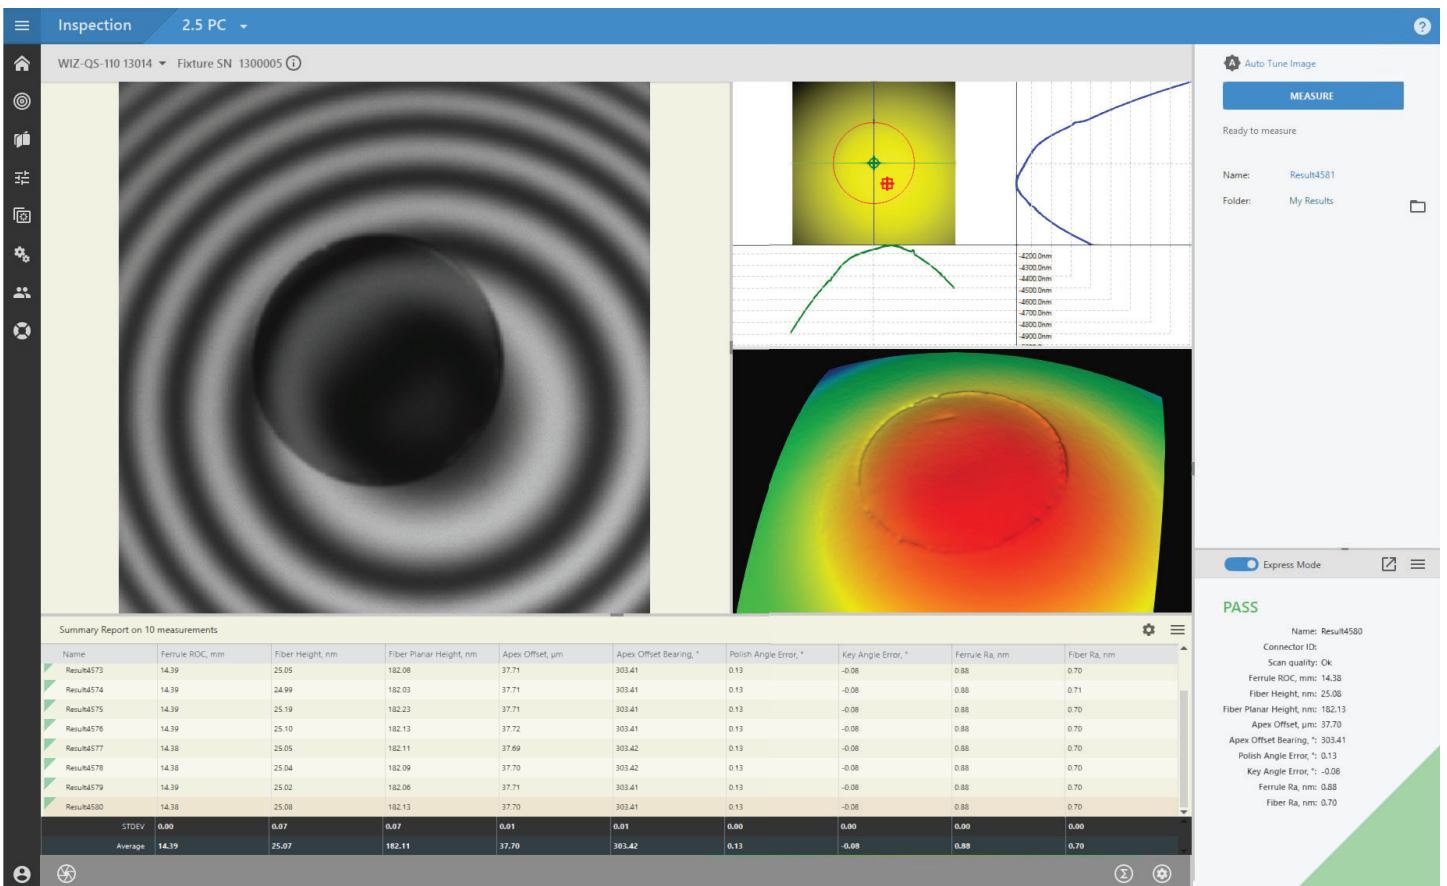 Inspection 2.5 PC
WIZ-QS-110 13014 Fixture SN 1300005
-4200.0nm
-4300.0nm
-4400.0nm
-4500.0nm
-4600.0nm
-4700.0nm
-4800.0nm
-4900.0nm
Auto Tune Image
MEASURE
Ready to measure
Name: Result4581
Folder: My Results
Express Mode
PASS
Name: Result4580
Connector ID:
Scan quality: Ok
Ferrule ROC, mm: 14.38
Fiber Height, nm: 25.08
Fiber Planar Height, nm: 182.13
Apex Offset, µm: 37.70
Apex Offset Bearing, °: 303.41
Polish Angle Error, °: 0.13
Key Angle Error, °: -0.08
Ferrule Ra, nm: 0.88
Fiber Ra, nm: 0.70
Summary Report on 10 measurements
Name Ferrule ROC, mm Fiber Height, nm Fiber Planar Height, nm Apex Offset, µm Apex Offset Bearing, ° Polish Angle Error, ° Key Angle Error, ° Ferrule Ra, nm Fiber Ra, nm
Result4573 14.39 25.05 182.08 37.71 303.41 0.13 -0.08 0.88 0.70
Result4574 14.39 24.99 182.03 37.71 303.41 0.13 -0.08 0.88 0.71
Result4575 14.39 25.19 182.23 37.71 303.41 0.13 -0.08 0.88 0.70
Result4576 14.39 25.10 182.13 37.72 303.41 0.13 -0.08 0.88 0.70
Result4577 14.38 25.05 182.11 37.69 303.42 0.13 -0.08 0.88 0.70
Result4578 14.38 25.04 182.09 37.70 303.42 0.13 -0.08 0.88 0.70
Result4579 14.39 25.02 182.06 37.71 303.41 0.13 -0.08 0.88 0.70
Result4580 14.38 25.08 182.13 37.70 303.41 0.13 -0.08 0.88 0.70
STDEV 0.00 0.07 0.07 0.01 0.01 0.00 0.00 0.00 0.00
Average 14.39 25.07 182.11 37.70 303.42 0.13 -0.08 0.88 0.70